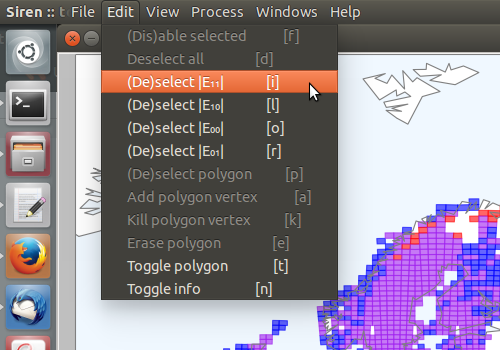 Siren :: File Edit View Process Windows Help
(Dis)able selected [f]
Deselect all [d]
(De)select |E₁₁| [i]
(De)select |E₁₀| [l]
(De)select |E₀₀| [o]
(De)select |E₀₁| [r]
(De)select polygon [p]
Add polygon vertex [a]
Kill polygon vertex [k]
Erase polygon [e]
Toggle polygon [t]
Toggle info [n]